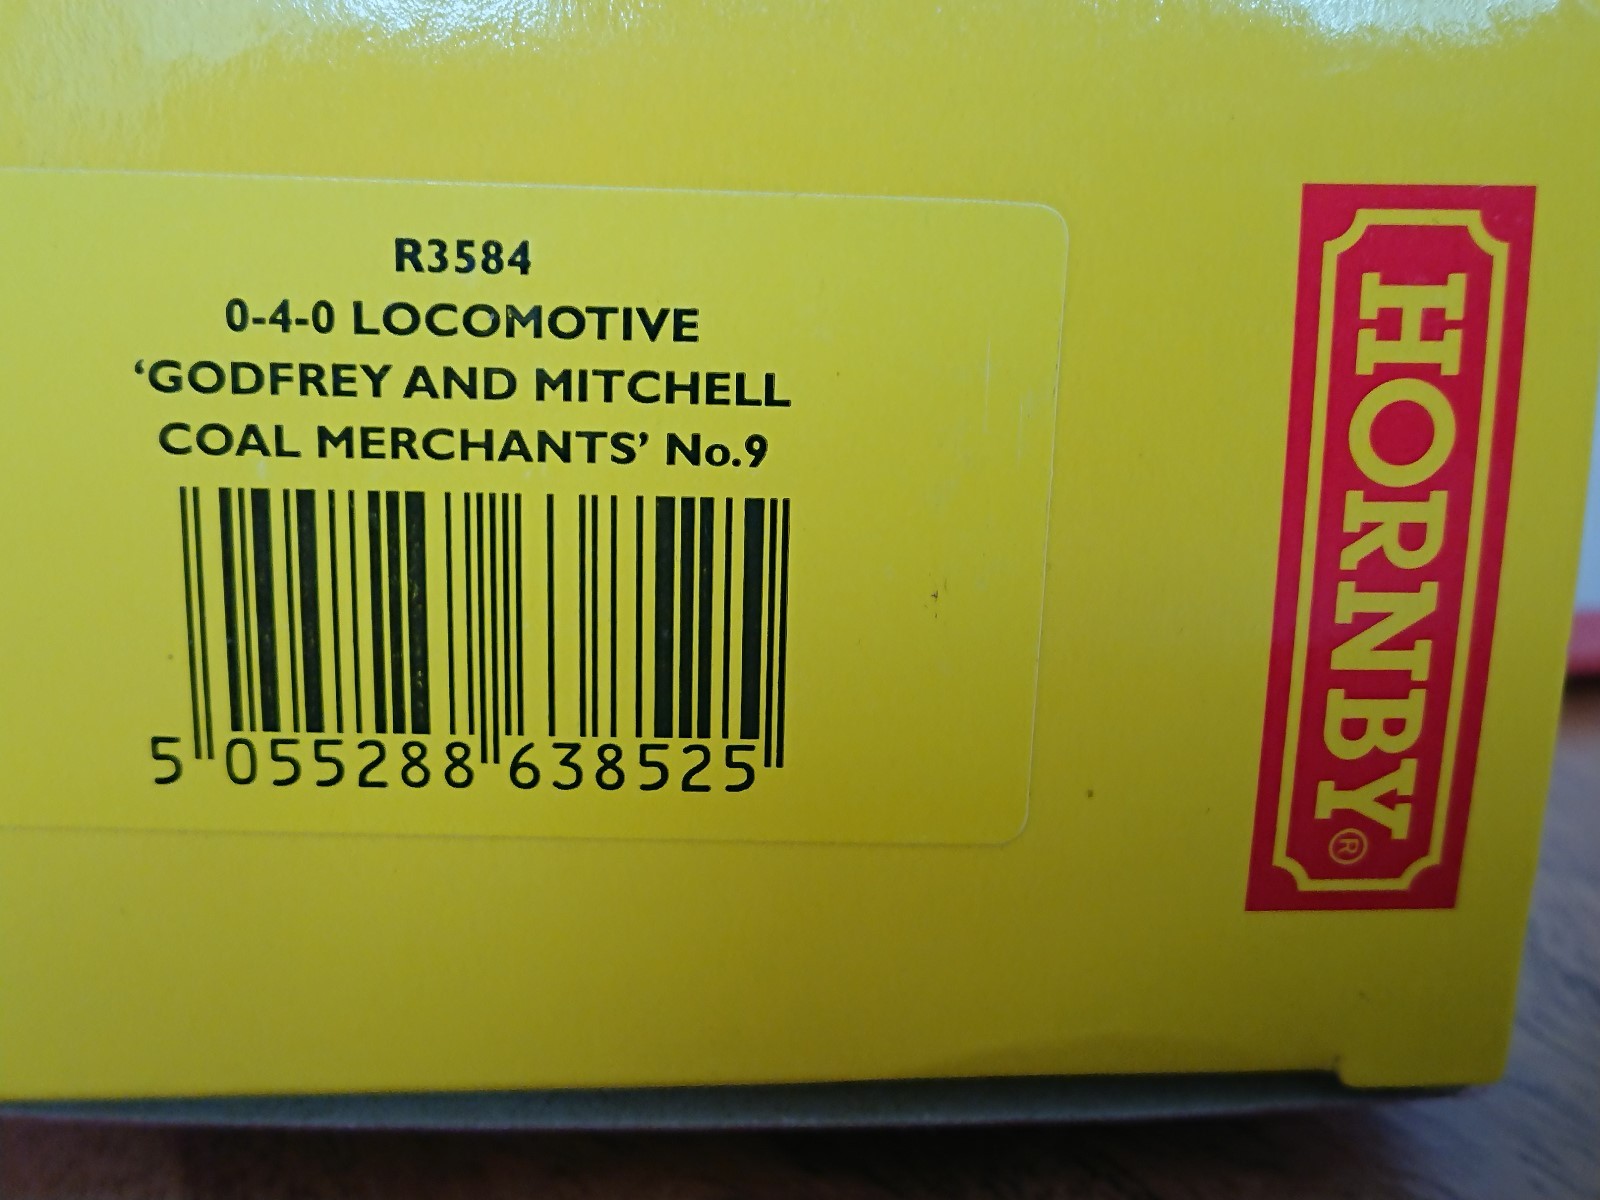 R3584
0-4-0 LOCOMOTIVE
‘GODFREY AND MITCHELL
COAL MERCHANTS’ No.9
5 055288 638525
HORNBY®